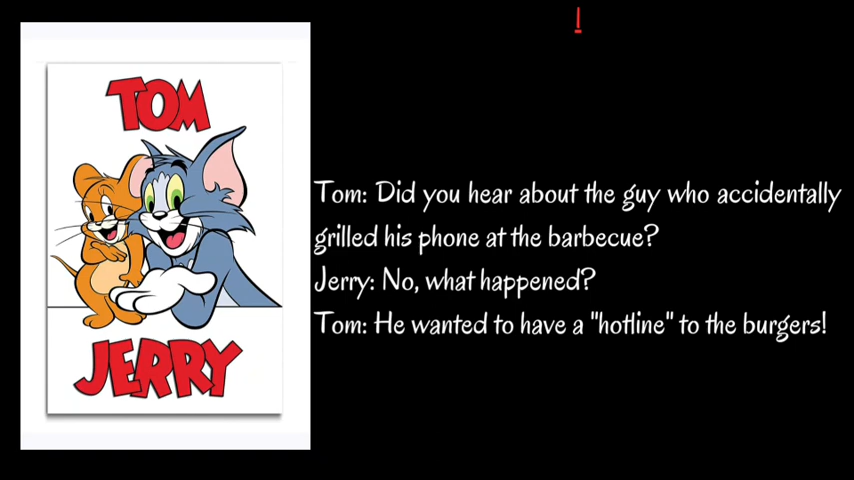 I
TOM
JERRY
Tom: Did you hear about the guy who accidentally
grilled his phone at the barbecue?
Jerry: No, what happened?
Tom: He wanted to have a "hotline" to the burgers!